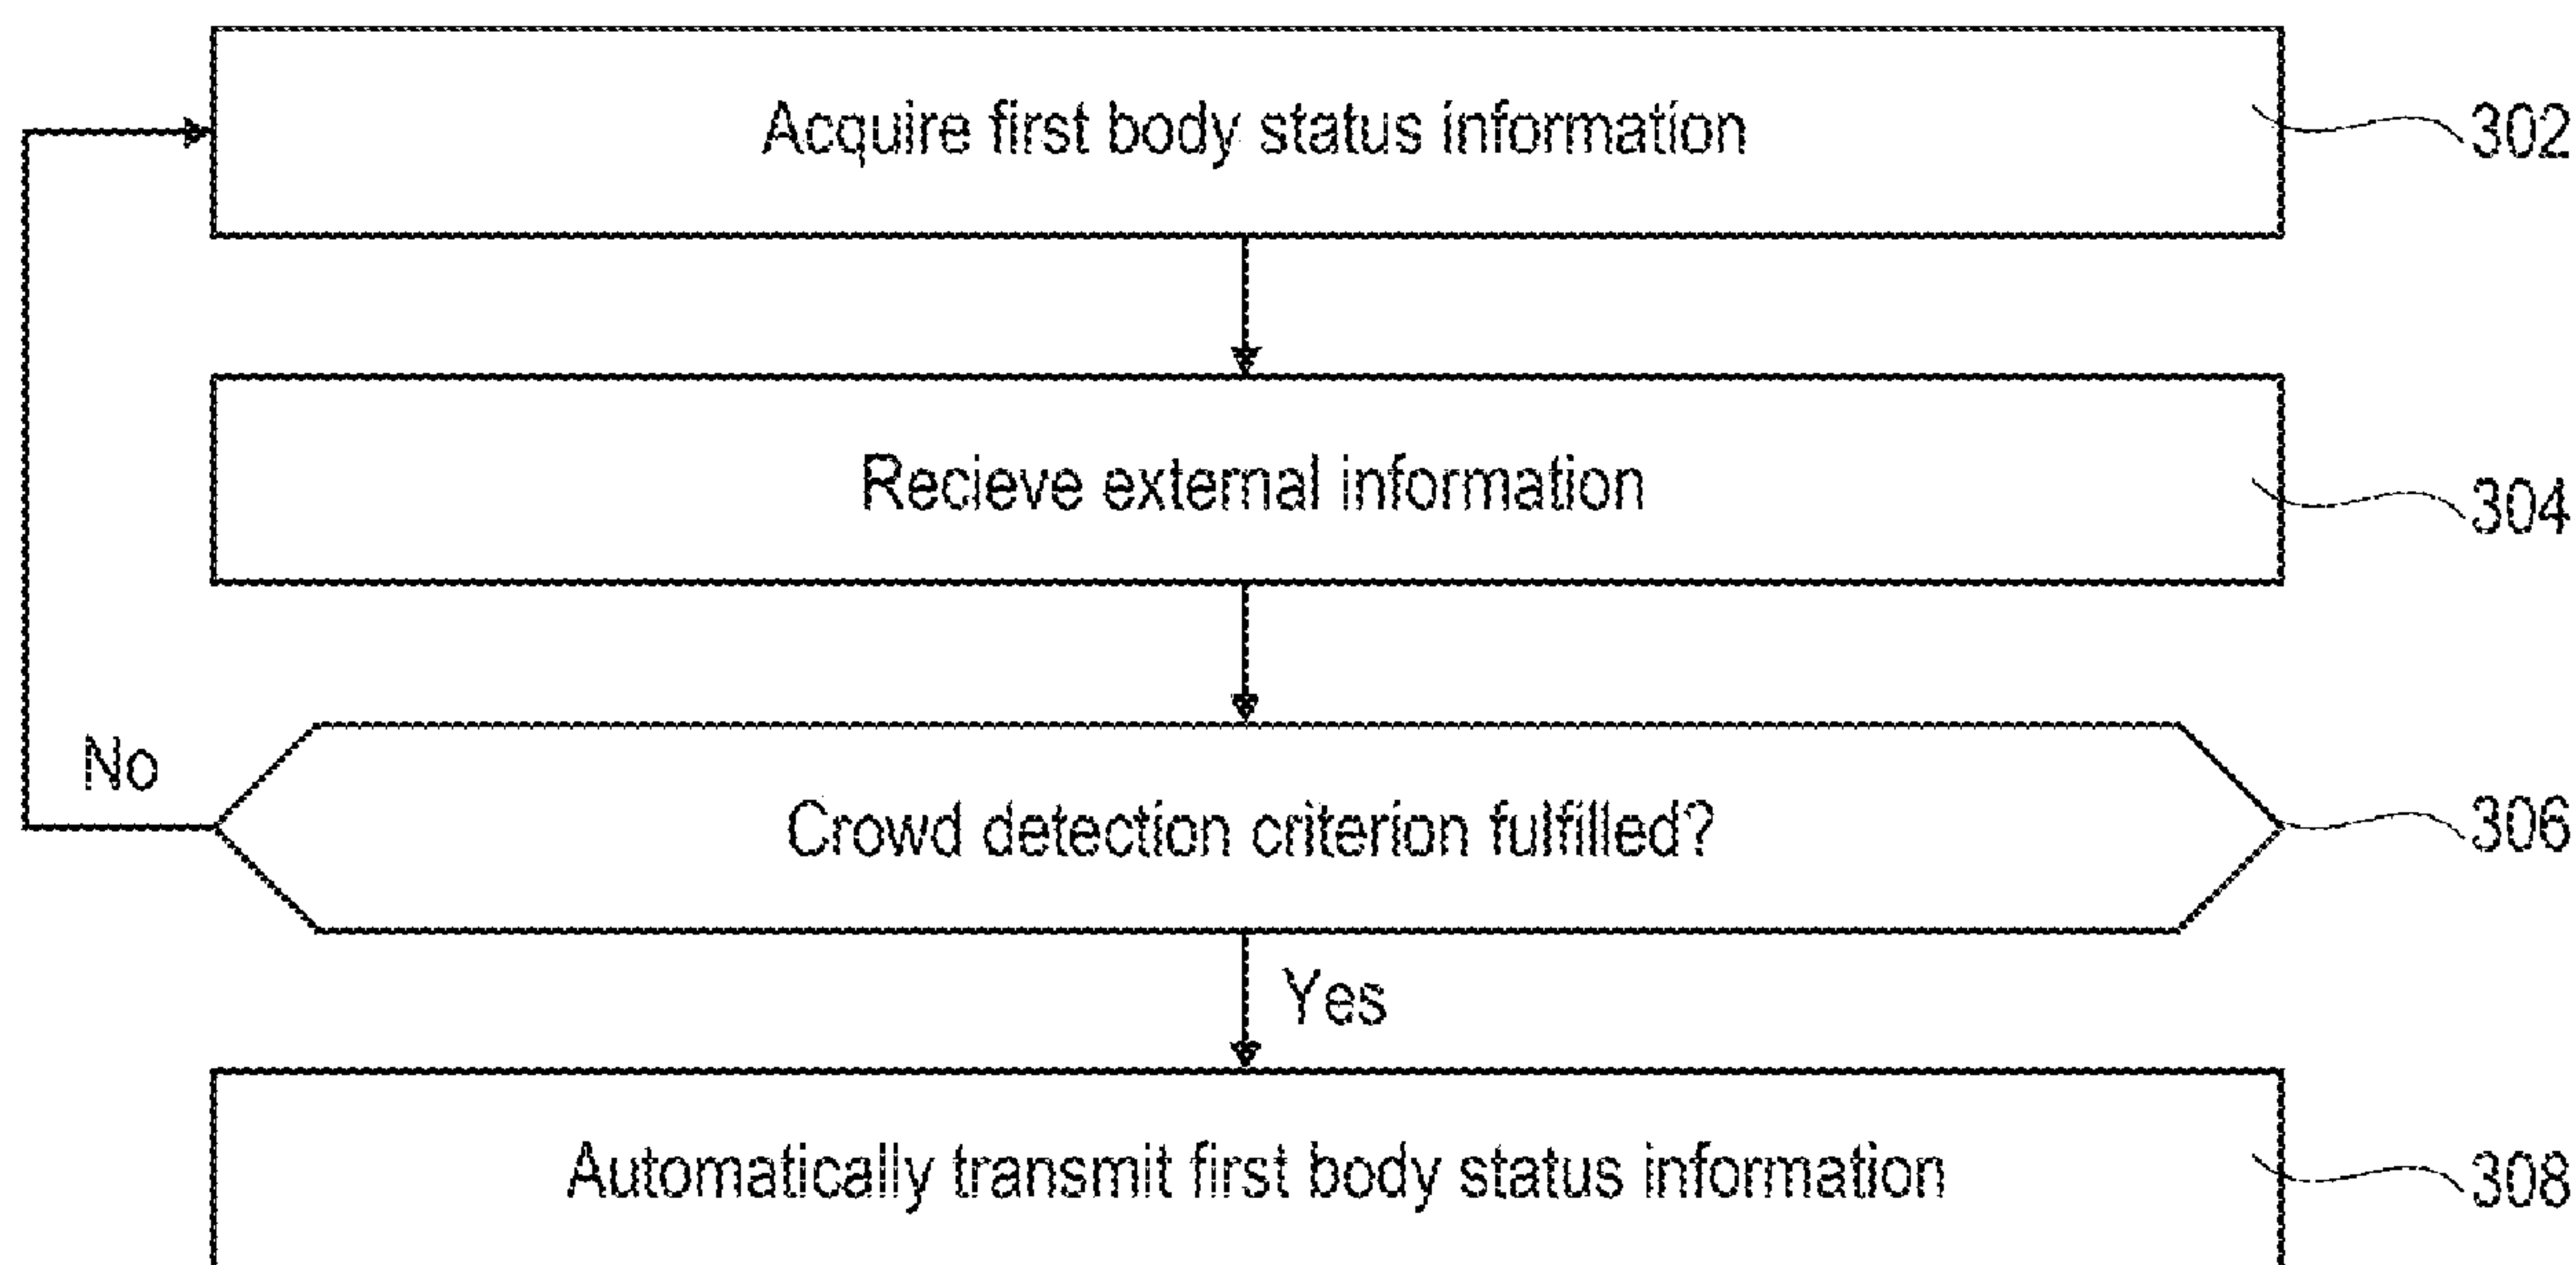 Acquire first body status information
302
Recieve external information
304
No
Crowd detection criterion fulfilled?
306
Yes
Automatically transmit first body status information
308